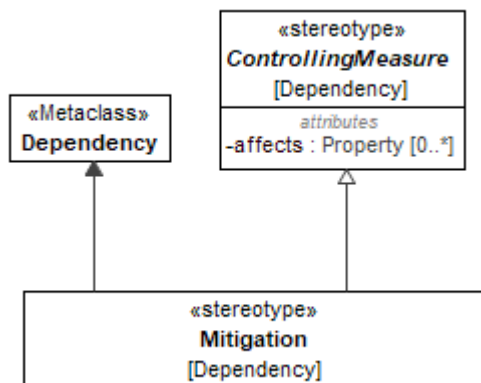 «stereotype»
ControllingMeasure
[Dependency]
attributes
-affects : Property [0..*]
«Metaclass»
Dependency
«stereotype»
Mitigation
[Dependency]